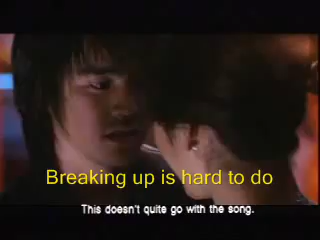 Breaking up is hard to do
This doesn't quite go with the song.